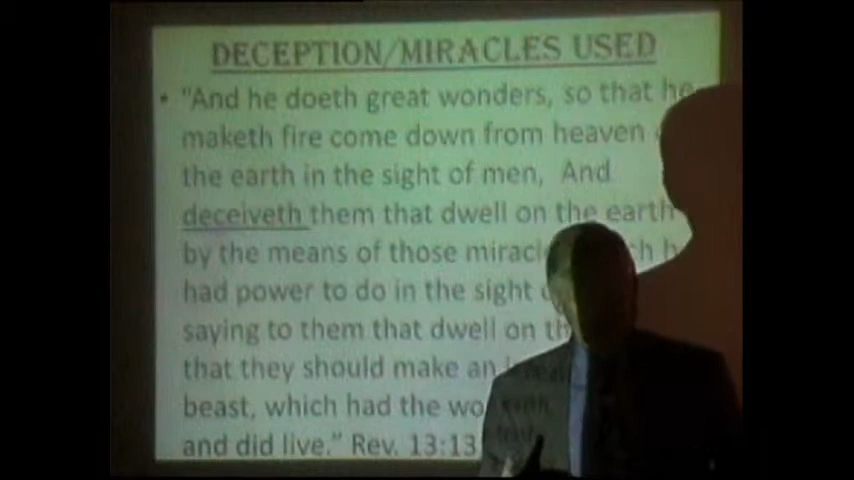 DECEPTION/MIRACLES USED
• "And he doeth great wonders, so that he
maketh fire come down from heaven
the earth in the sight of men, And
deceiveth them that dwell on the earth
by the means of those
had power to do in the sight
saying to them that dwell on
that they should make an
beast, which had the
and did live." Rev. 13:13